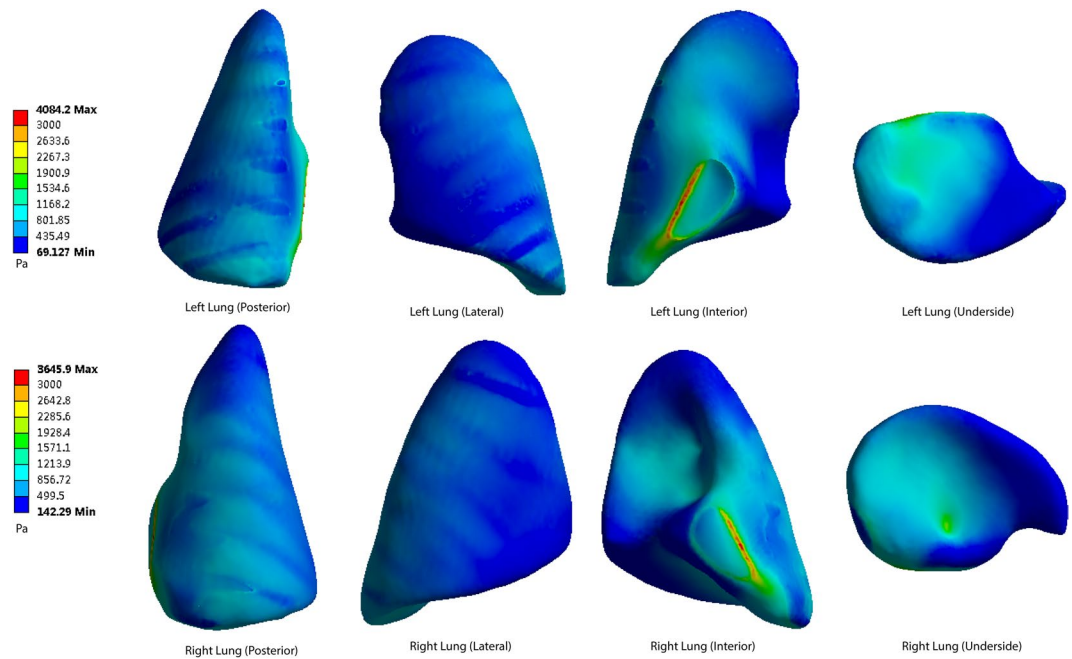 4084.2 Max
3000
2633.6
2267.3
1900.9
1534.6
1168.2
801.85
435.49
69.127 Min
Pa
Left Lung (Posterior)
Left Lung (Lateral)
Left Lung (Interior)
Left Lung (Underside)
3645.9 Max
3000
2642.8
2285.6
1928.4
1571.1
1213.9
856.72
499.5
142.29 Min
Pa
Right Lung (Posterior)
Right Lung (Lateral)
Right Lung (Interior)
Right Lung (Underside)